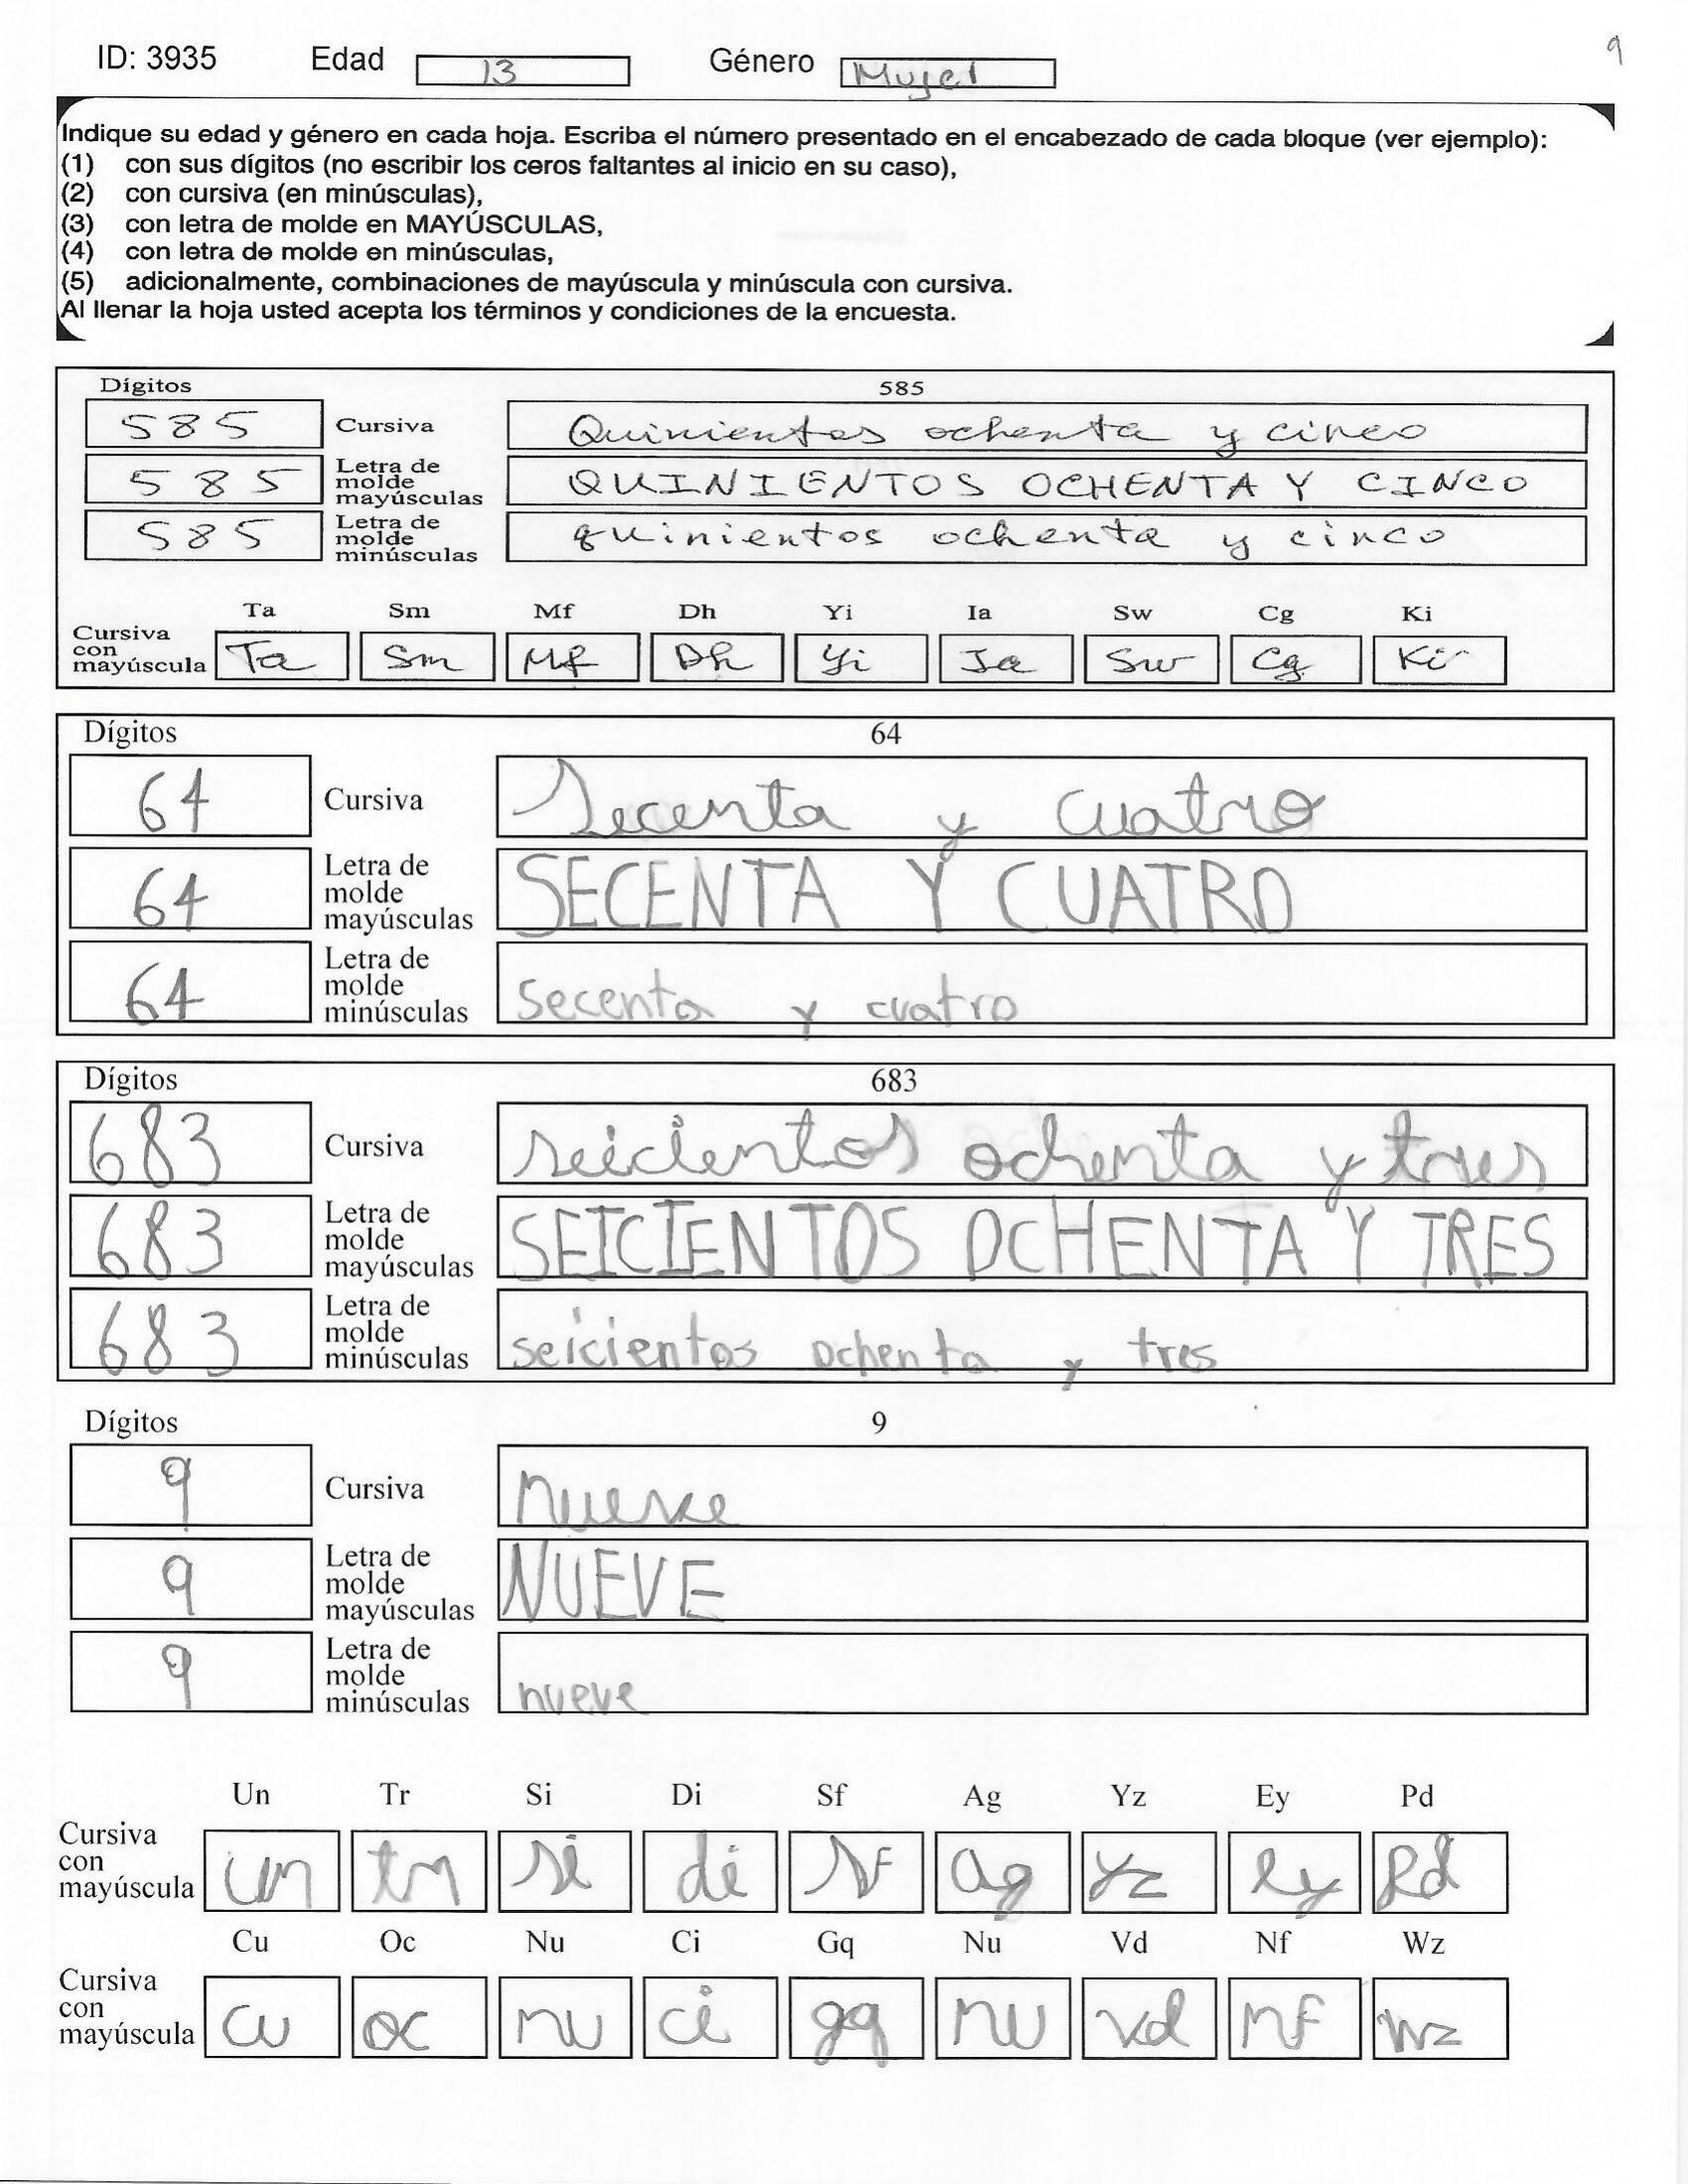 ID: 3935 Edad 13 Género Mujer 9
Indique su edad y género en cada hoja. Escriba el número presentado en el encabezado de cada bloque (ver ejemplo):
(1) con sus dígitos (no escribir los ceros faltantes al inicio en su caso),
(2) con cursiva (en minúsculas),
(3) con letra de molde en MAYÚSCULAS,
(4) con letra de molde en minúsculas,
(5) adicionalmente, combinaciones de mayúscula y minúscula con cursiva.
Al llenar la hoja usted acepta los términos y condiciones de la encuesta.
Dígitos 585
585 Cursiva Quinientos ochenta y cinco
585 Letra de molde mayúsculas QUINIENTOS OCHENTA Y CINCO
585 Letra de molde minúsculas quinientos ochenta y cinco
Ta Sm Mf Dh Yi Ia Sw Cg Ki
Cursiva con mayúscula Ta Sm Mf Dh Yi Ia Sw Cg Ki
Dígitos 64
64 Cursiva Secenta y cuatro
64 Letra de molde mayúsculas SECENTA Y CUATRO
64 Letra de molde minúsculas secenta y cuatro
Dígitos 683
683 Cursiva seicientos ochenta y tres
683 Letra de molde mayúsculas SEICIENTOS OCHENTA Y TRES
683 Letra de molde minúsculas seicientos ochenta y tres
Dígitos 9
9 Cursiva nueve
9 Letra de molde mayúsculas NUEVE
9 Letra de molde minúsculas nueve
Un Tr Si Di Sf Ag Yz Ey Pd
Cursiva con mayúscula un tr si di sf ag yz ey Pd
Cu Oc Nu Ci Gq Nu Vd Nf Wz
Cursiva con mayúscula cu oc nu ci gq nu vd nf wz